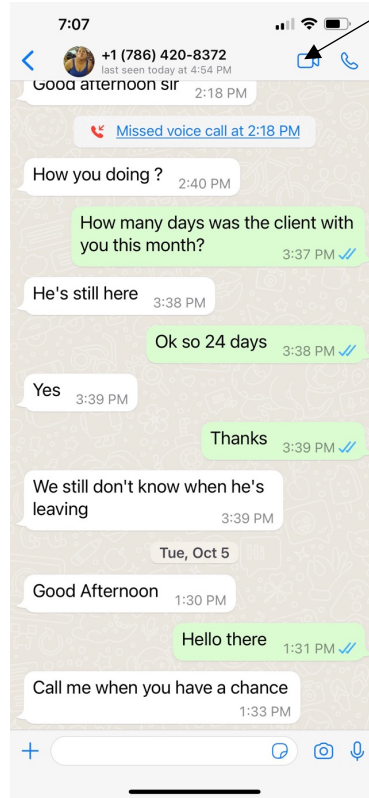 7:07
+1 (786) 420-8372
last seen today at 4:54 PM
Good afternoon sir 2:18 PM
Missed voice call at 2:18 PM
How you doing ? 2:40 PM
How many days was the client with
you this month? 3:37 PM
He's still here 3:38 PM
Ok so 24 days 3:38 PM
Yes 3:39 PM
Thanks 3:39 PM
We still don't know when he's
leaving 3:39 PM
Tue, Oct 5
Good Afternoon 1:30 PM
Hello there 1:31 PM
Call me when you have a chance
1:33 PM